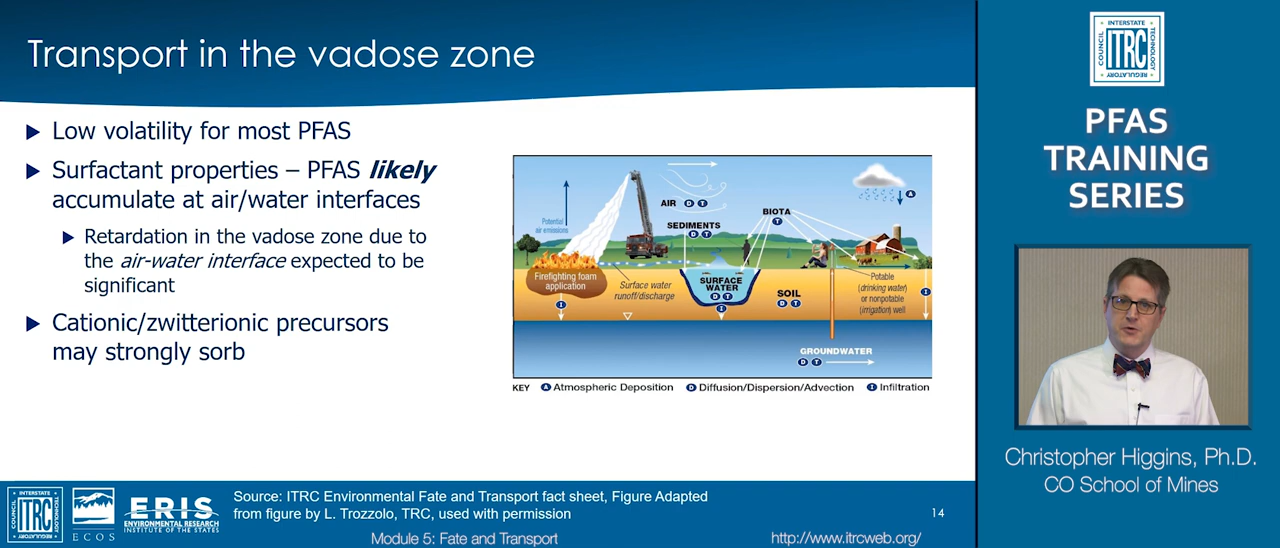 Transport in the vadose zone
Low volatility for most PFAS
Surfactant properties – PFAS likely
accumulate at air/water interfaces
Retardation in the vadose zone due to
the air-water interface expected to be
significant
Cationic/zwitterionic precursors
may strongly sorb
Potential
air emissions
AIR D T
SEDIMENTS
D T
BIOTA
T
A
Firefighting foam
application
I
Surface water
runoff/discharge
SURFACE
WATER
D T
I
SOIL
D T
Potable
(drinking water)
or nonpotable
(irrigation) well
I
GROUNDWATER
D T
KEY A Atmospheric Deposition D Diffusion/Dispersion/Advection I Infiltration
INTERSTATE
COUNCIL
ITRC
TECHNOLOGY
REGULATORY
ECOS
ERIS
ENVIRONMENTAL RESEARCH
INSTITUTE OF THE STATES
Source: ITRC Environmental Fate and Transport fact sheet, Figure Adapted
from figure by L. Trozzolo, TRC, used with permission
14
Module 5: Fate and Transport
http://www.itrcweb.org/
INTERSTATE
COUNCIL
ITRC
TECHNOLOGY
REGULATORY
PFAS
TRAINING
SERIES
Christopher Higgins, Ph.D.
CO School of Mines